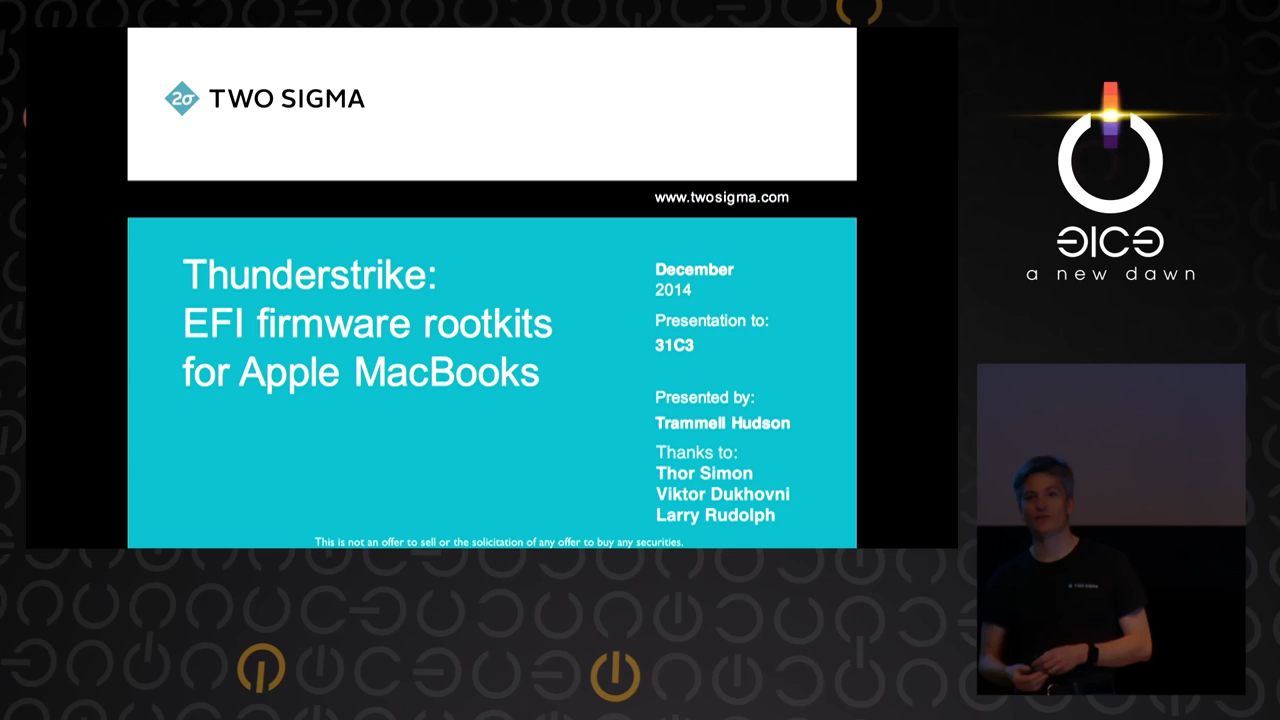 2σ TWO SIGMA
www.twosigma.com
Thunderstrike:
EFI firmware rootkits
for Apple MacBooks
December
2014
Presentation to:
31C3
Presented by:
Trammell Hudson
Thanks to:
Thor Simon
Viktor Dukhovni
Larry Rudolph
This is not an offer to sell or the solicitation of any offer to buy any securities.
a new dawn
TWO SIGMA